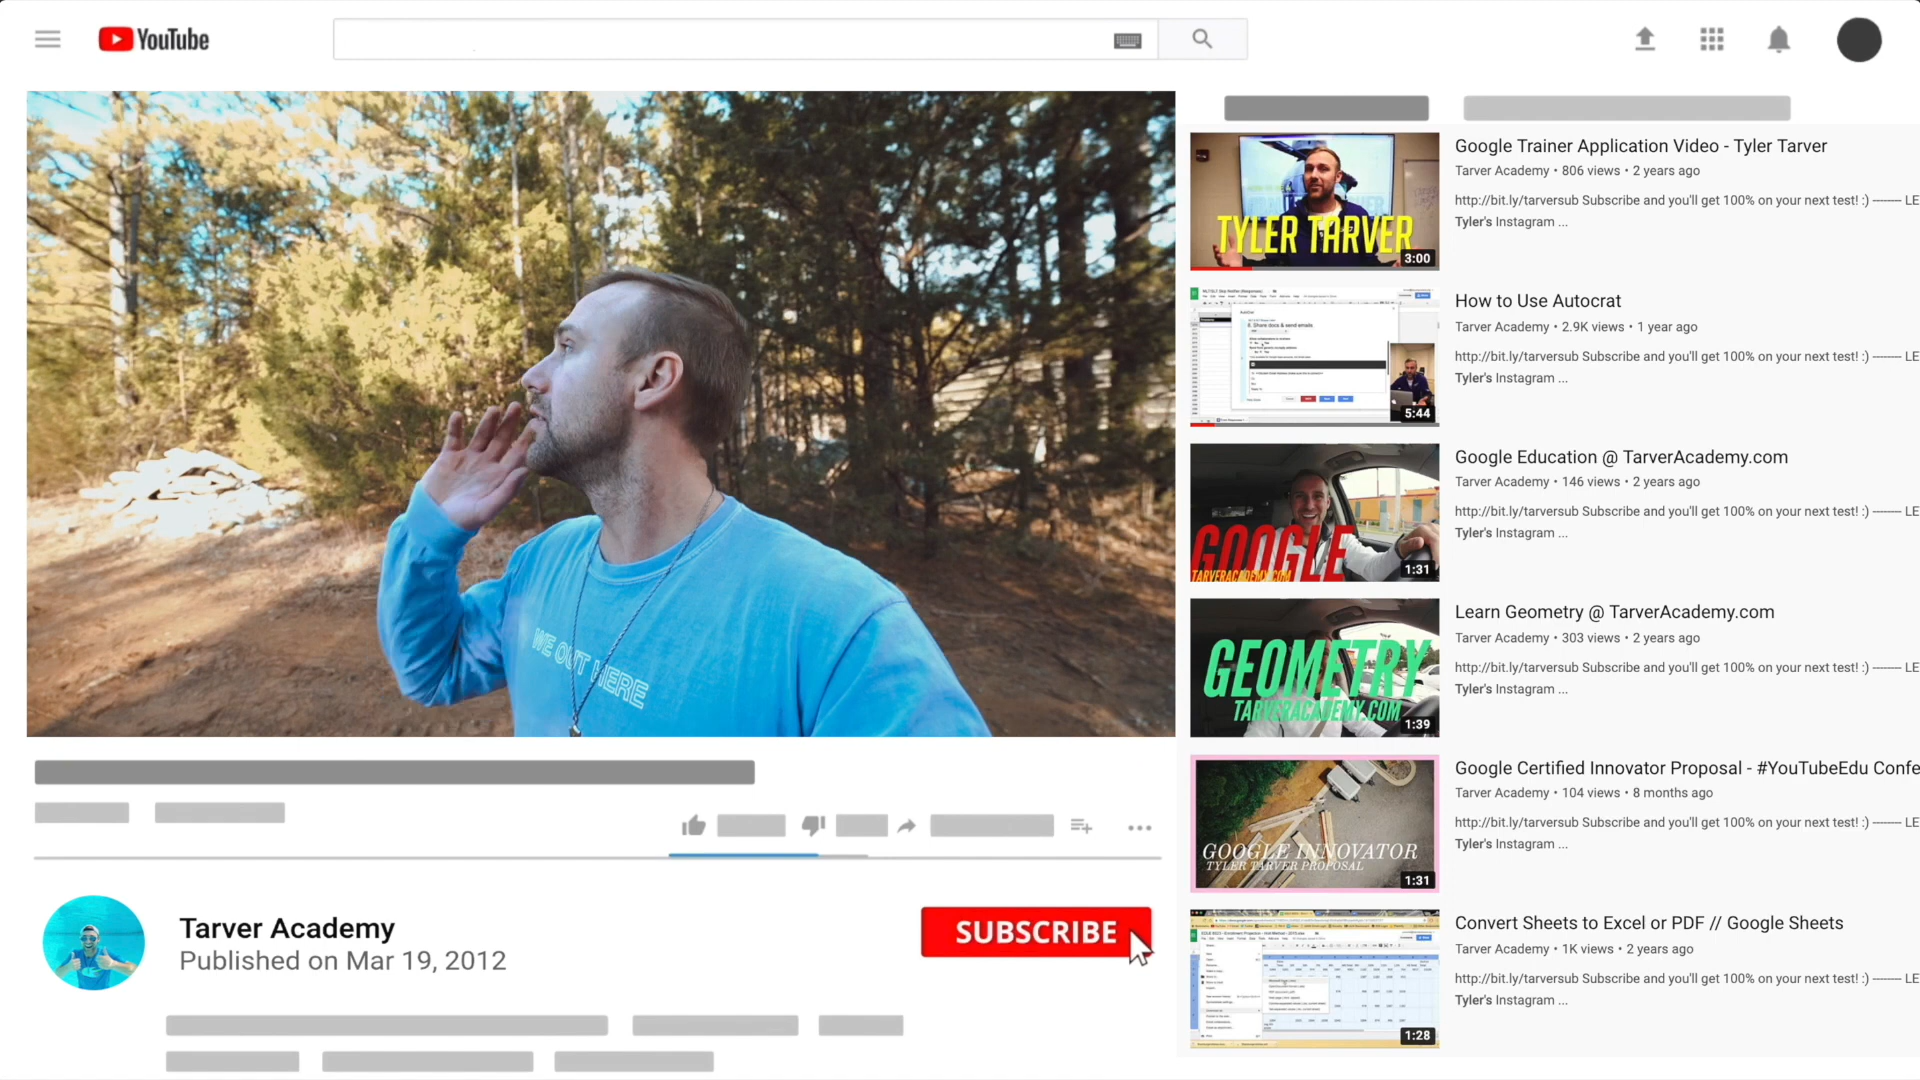 YouTube
WE OUT HERE
Tarver Academy
Published on Mar 19, 2012
SUBSCRIBE
TYLER TARVER
3:00
Google Trainer Application Video - Tyler Tarver
Tarver Academy • 806 views • 2 years ago
http://bit.ly/tarversub Subscribe and you'll get 100% on your next test! :) -------- LE
Tyler's Instagram ...
8. Share docs & send emails
5:44
How to Use Autocrat
Tarver Academy • 2.9K views • 1 year ago
http://bit.ly/tarversub Subscribe and you'll get 100% on your next test! :) -------- LE
Tyler's Instagram ...
GOOGLE
TARVERACADEMY.COM
1:31
Google Education @ TarverAcademy.com
Tarver Academy • 146 views • 2 years ago
http://bit.ly/tarversub Subscribe and you'll get 100% on your next test! :) -------- LE
Tyler's Instagram ...
GEOMETRY
TARVERACADEMY.COM
1:39
Learn Geometry @ TarverAcademy.com
Tarver Academy • 303 views • 2 years ago
http://bit.ly/tarversub Subscribe and you'll get 100% on your next test! :) -------- LE
Tyler's Instagram ...
GOOGLE INNOVATOR
TYLER TARVER PROPOSAL
1:31
Google Certified Innovator Proposal - #YouTubeEdu Confe
Tarver Academy • 104 views • 8 months ago
http://bit.ly/tarversub Subscribe and you'll get 100% on your next test! :) -------- LE
Tyler's Instagram ...
1:28
Convert Sheets to Excel or PDF // Google Sheets
Tarver Academy • 1K views • 2 years ago
http://bit.ly/tarversub Subscribe and you'll get 100% on your next test! :) -------- LE
Tyler's Instagram ...